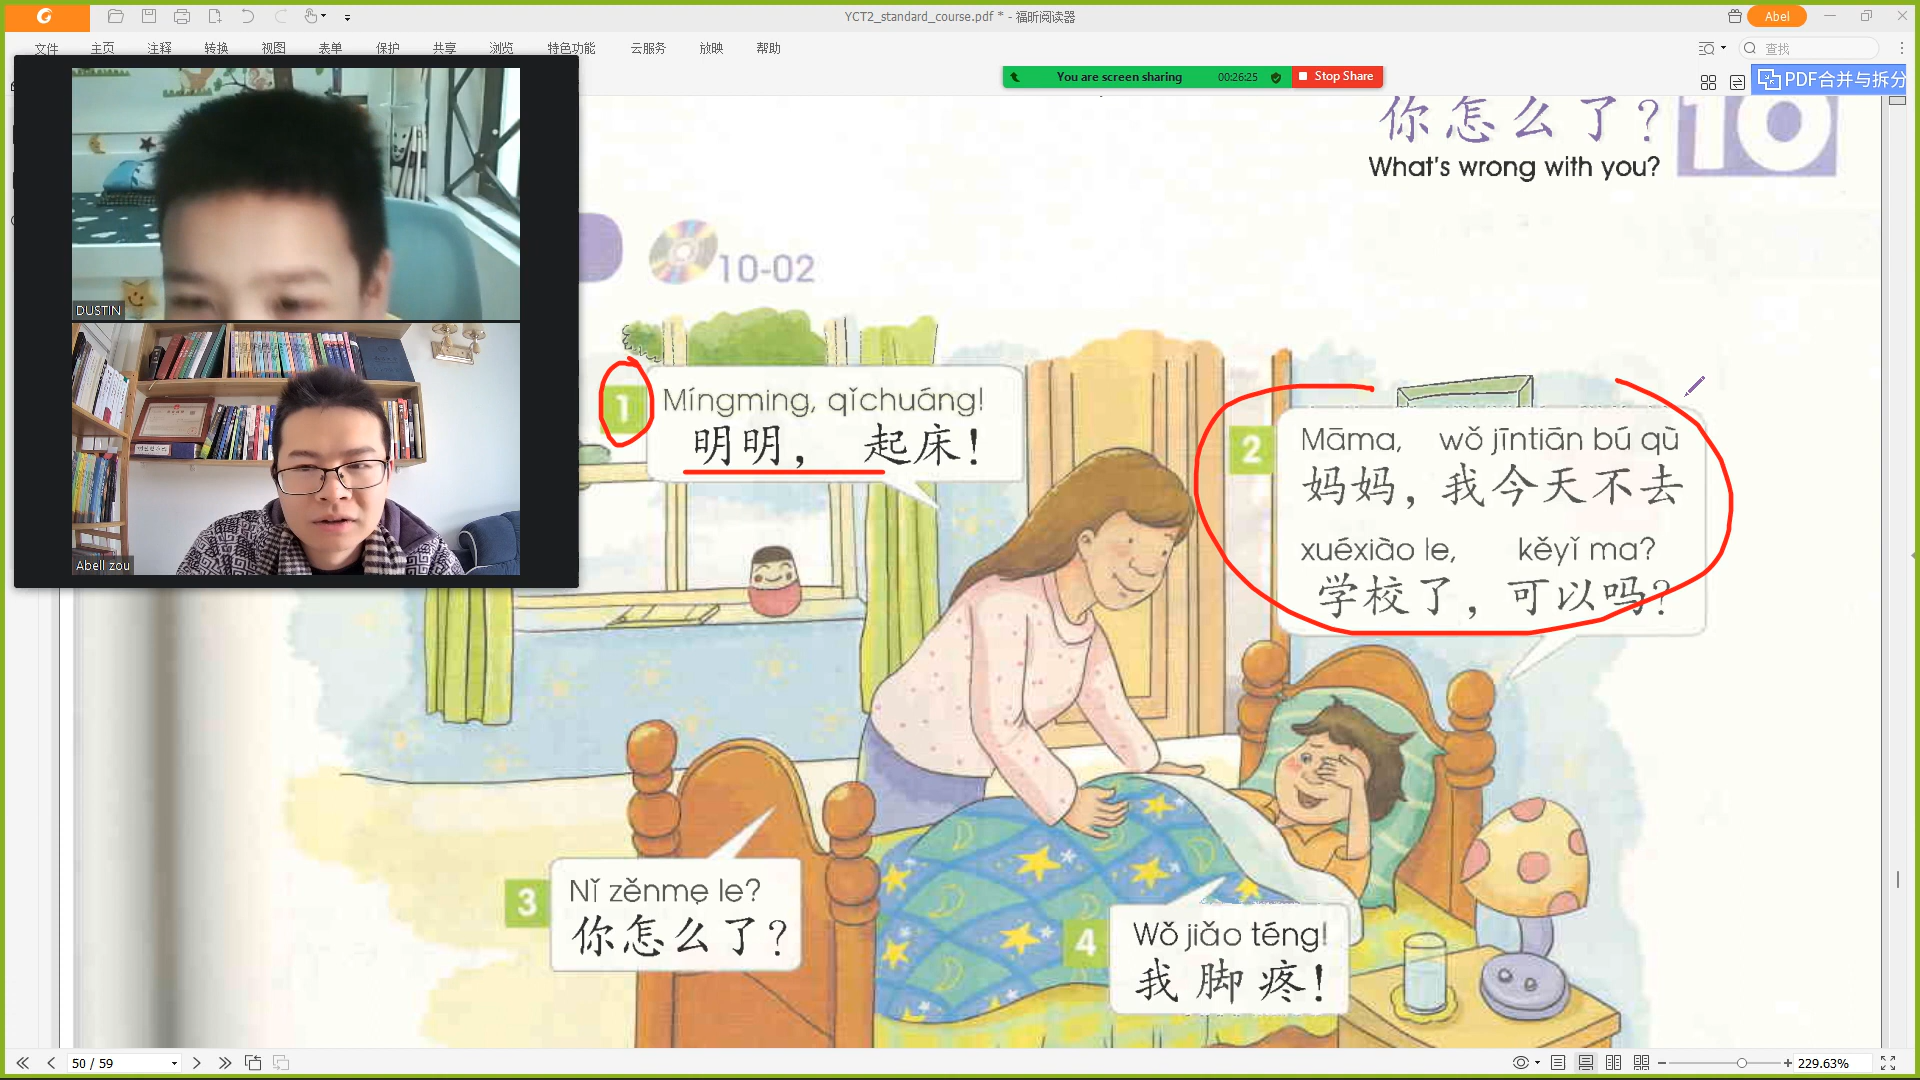 YCT2_standard_course.pdf * - 福昕阅读器
Abel
文件 主页 注释 转换 视图 表单 保护 共享 浏览 特色功能 云服务 放映 帮助
查找
You are screen sharing 00:26:25 Stop Share
PDF合并与拆分
你怎么了? 10
What's wrong with you?
10-02
DUSTIN
Abell zou
1
Míngming, qǐchuáng!
明明, 起床!
2
Māma, wǒ jīntiān bú qù
妈妈, 我今天不去
xuéxiào le, kěyǐ ma?
学校了, 可以吗?
3
Nǐ zěnme le?
你怎么了?
4
Wǒ jiǎo téng!
我脚疼!
50 / 59
229.63%